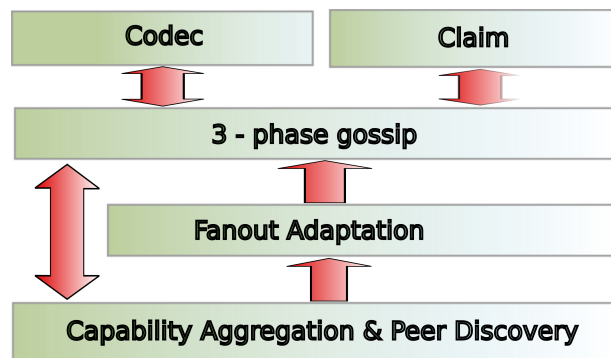 Codec
Claim
3 - phase gossip
Fanout Adaptation
Capability Aggregation & Peer Discovery